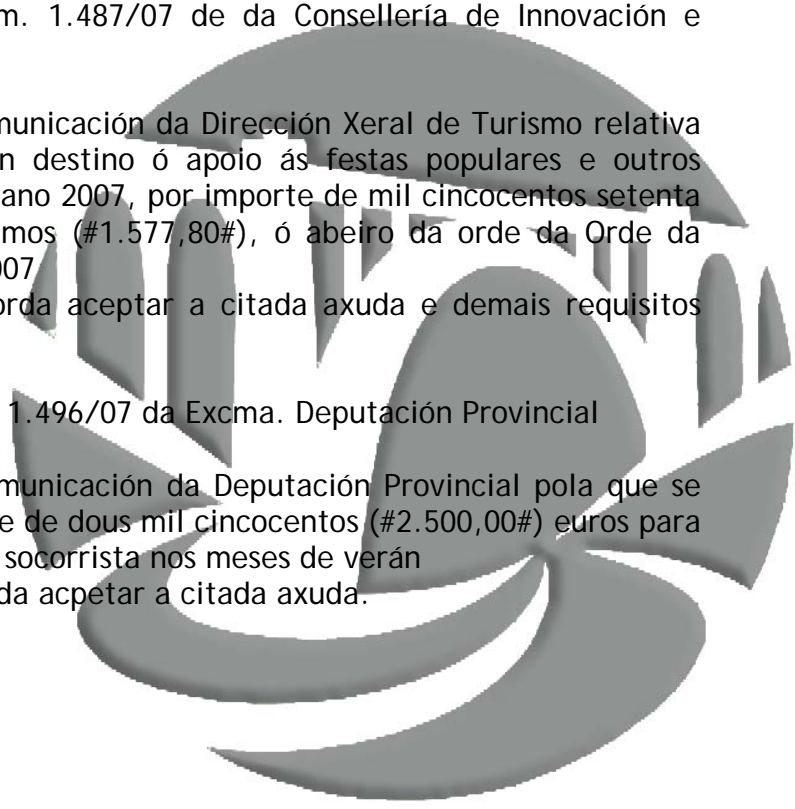 m. 1.487/07 de da Consellería de Innovación e
municación da Dirección Xeral de Turismo relativa
n destino ó apoio ás festas populares e outros
ano 2007, por importe de mil cincocentos setenta
mos (#1.577,80#), ó abeiro da orde da Orde da
007
orda aceptar a citada axuda e demais requisitos
1.496/07 da Excma. Deputación Provincial
municación da Deputación Provincial pola que se
e de dous mil cincocentos (#2.500,00#) euros para
socorrista nos meses de verán
da acpetar a citada axuda.